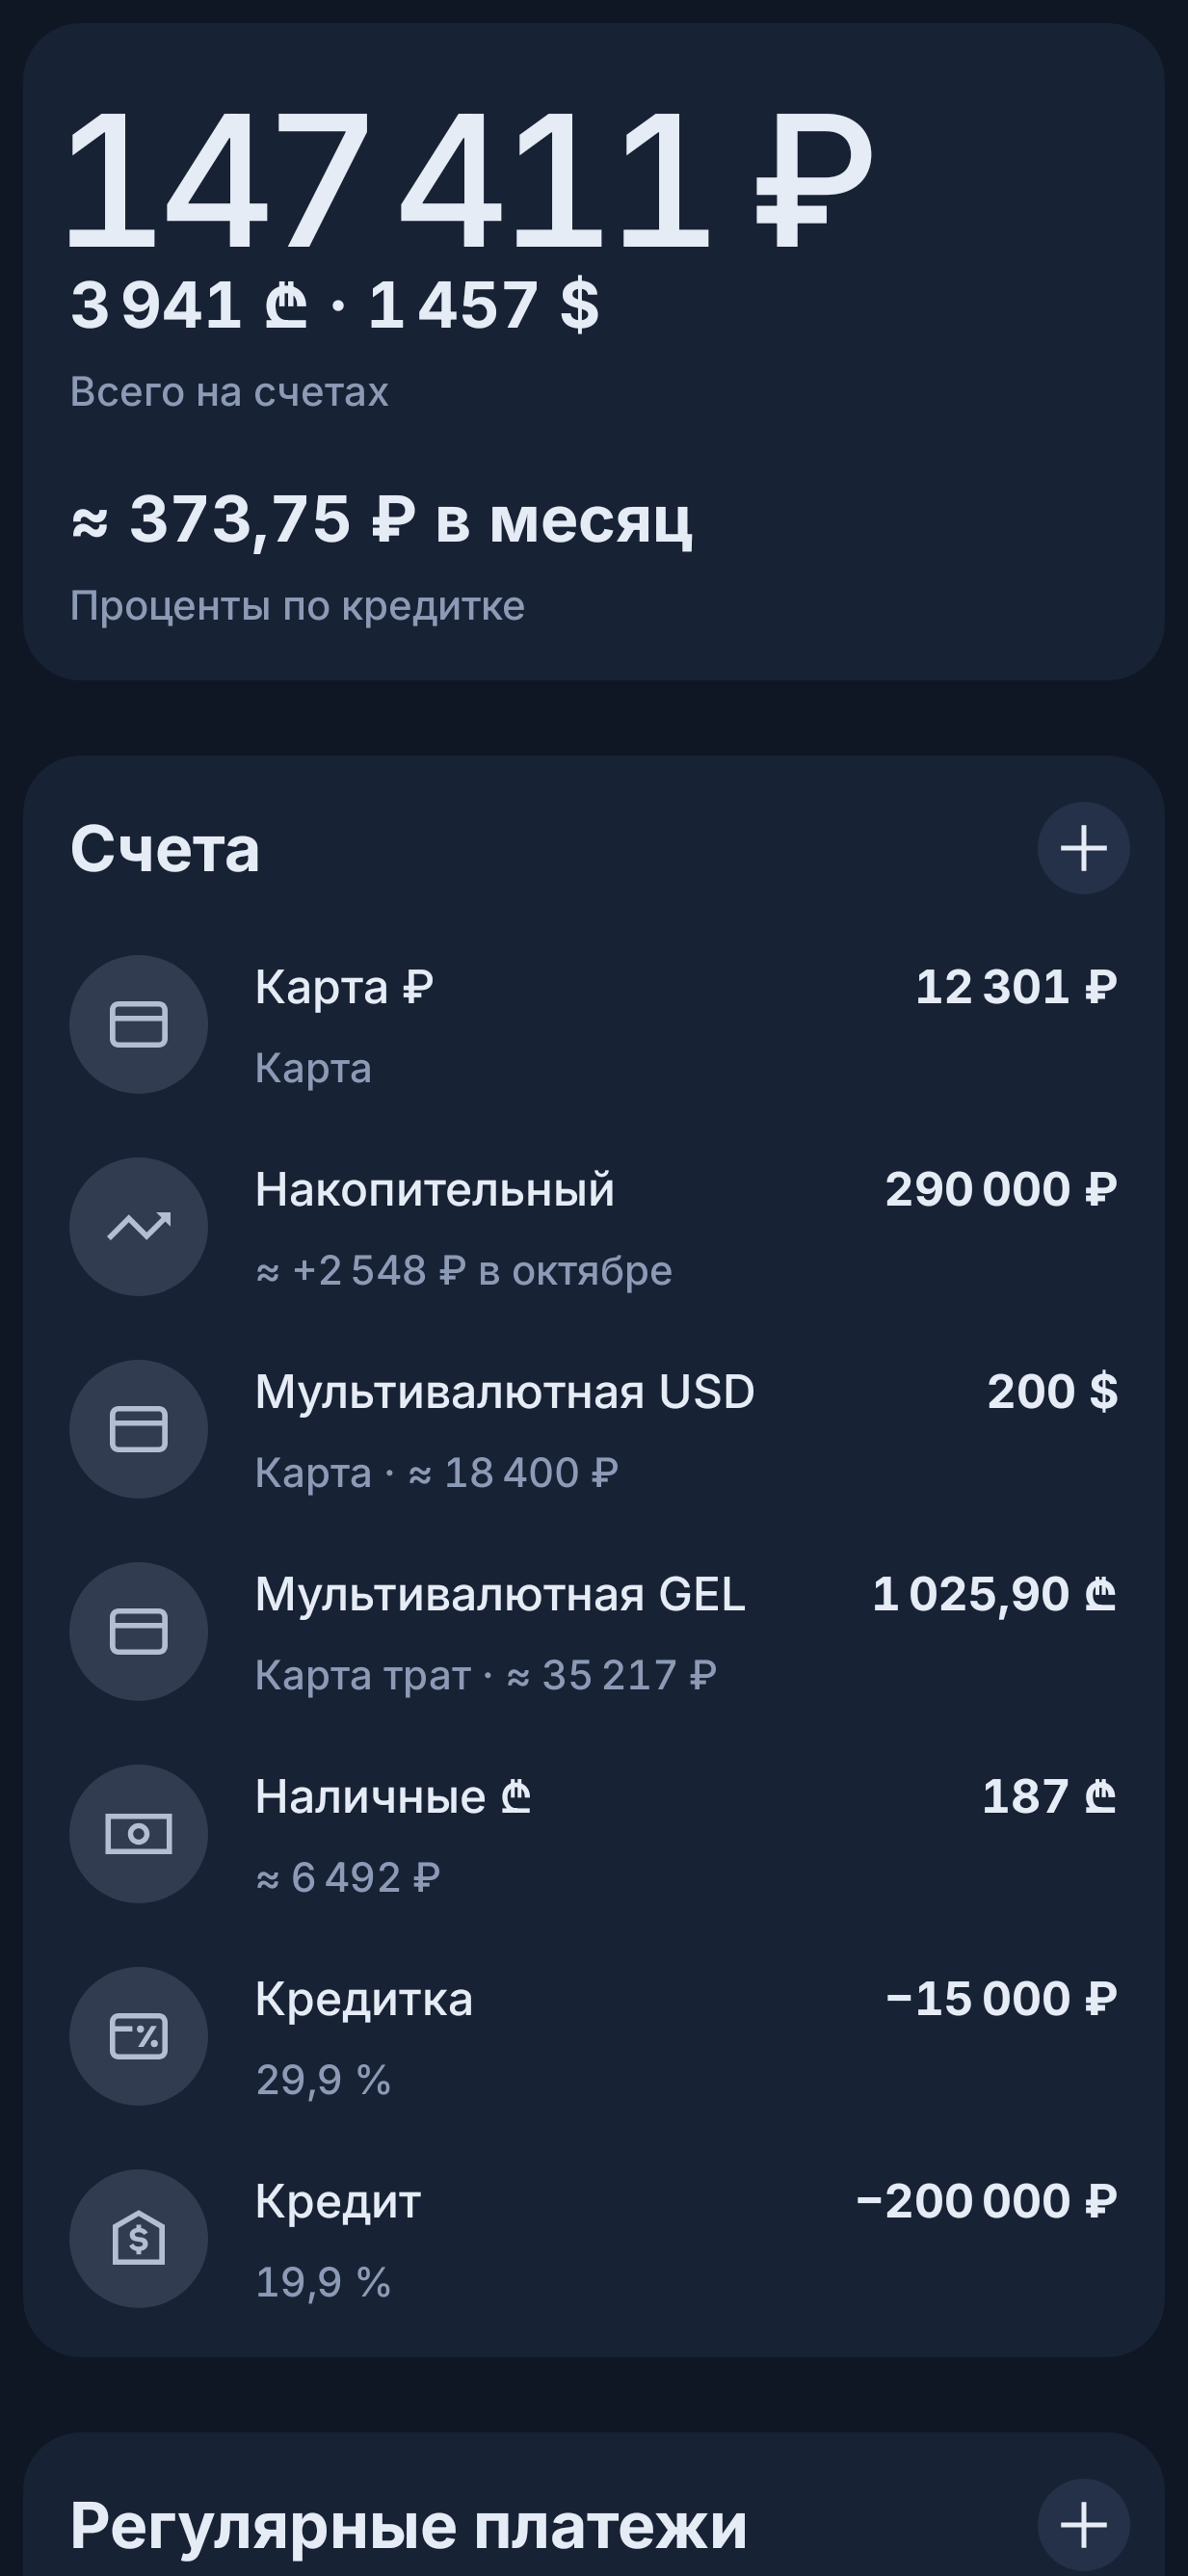 147 411 ₽
3 941 ₾ · 1 457 $
Всего на счетах
≈ 373,75 ₽ в месяц
Проценты по кредитке
Счета
Карта ₽
12 301 ₽
Карта
Накопительный
290 000 ₽
≈ +2 548 ₽ в октябре
Мультивалютная USD
200 $
Карта · ≈ 18 400 ₽
Мультивалютная GEL
1 025,90 ₾
Карта трат · ≈ 35 217 ₽
Наличные ₾
187 ₾
≈ 6 492 ₽
Кредитка
−15 000 ₽
29,9 %
Кредит
−200 000 ₽
19,9 %
Регулярные платежи